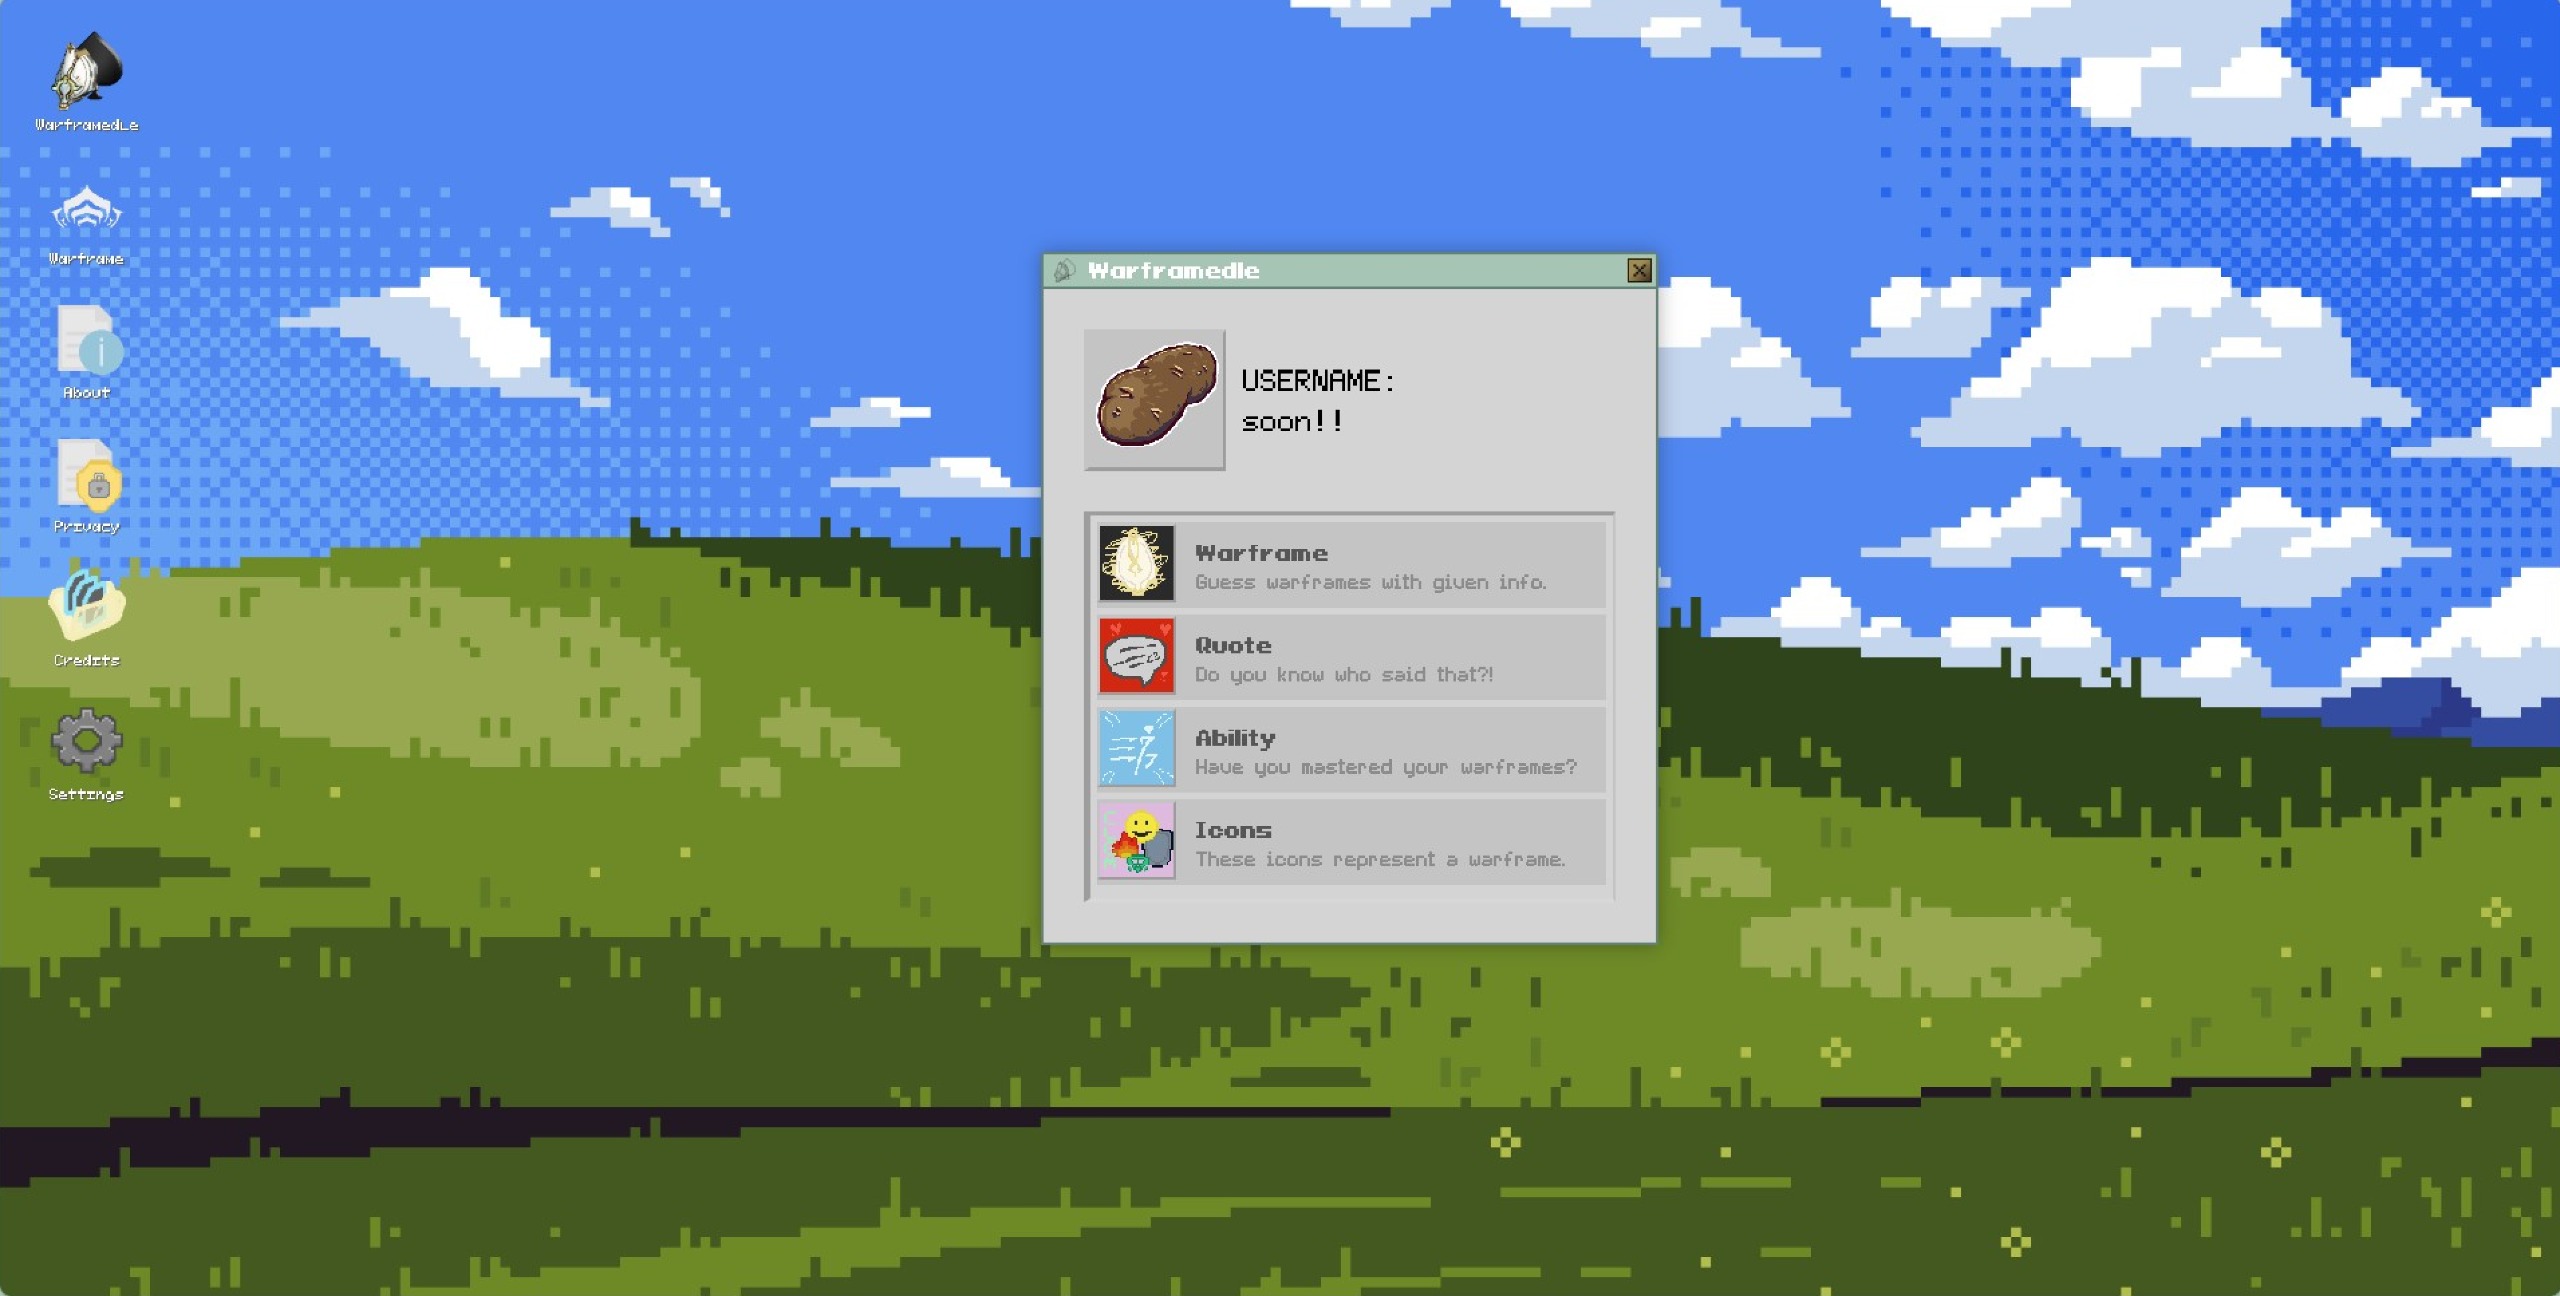 Warframedle
Warframe
About
Privacy
Credits
Settings
Warframedle
USERNAME:
soon!!
Warframe
Guess warframes with given info.
Quote
Do you know who said that?!
Ability
Have you mastered your warframes?
Icons
These icons represent a warframe.